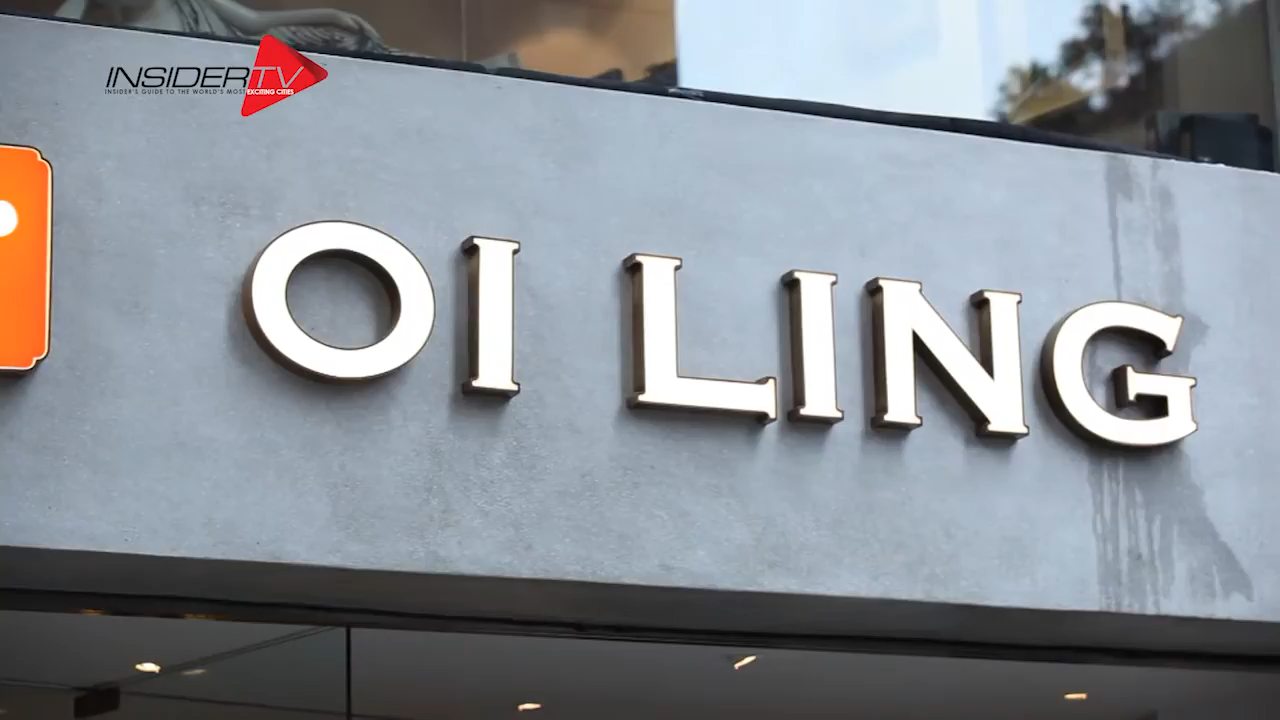 INSIDERTV
INSIDER'S GUIDE TO THE WORLD'S MOST EXCITING CITIES
OI LING